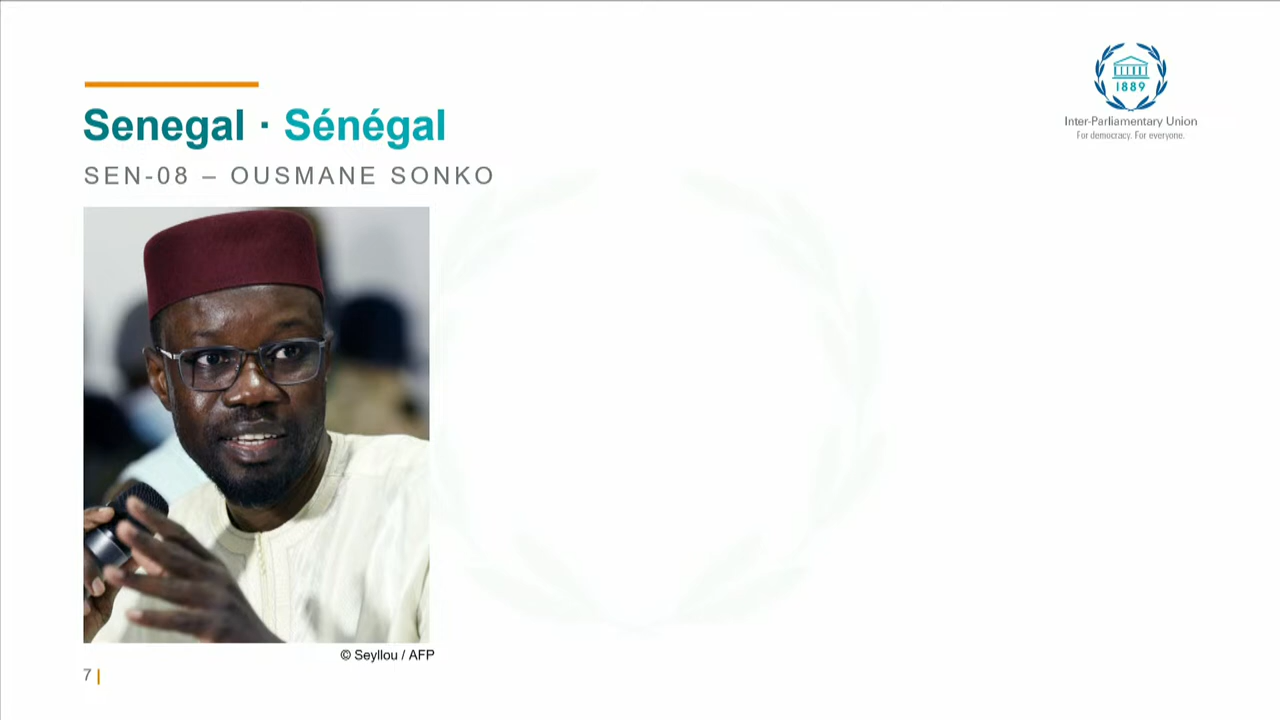 1889
Inter-Parliamentary Union
For democracy. For everyone.
Senegal · Sénégal
SEN-08 – OUSMANE SONKO
© Seyllou / AFP
7 |